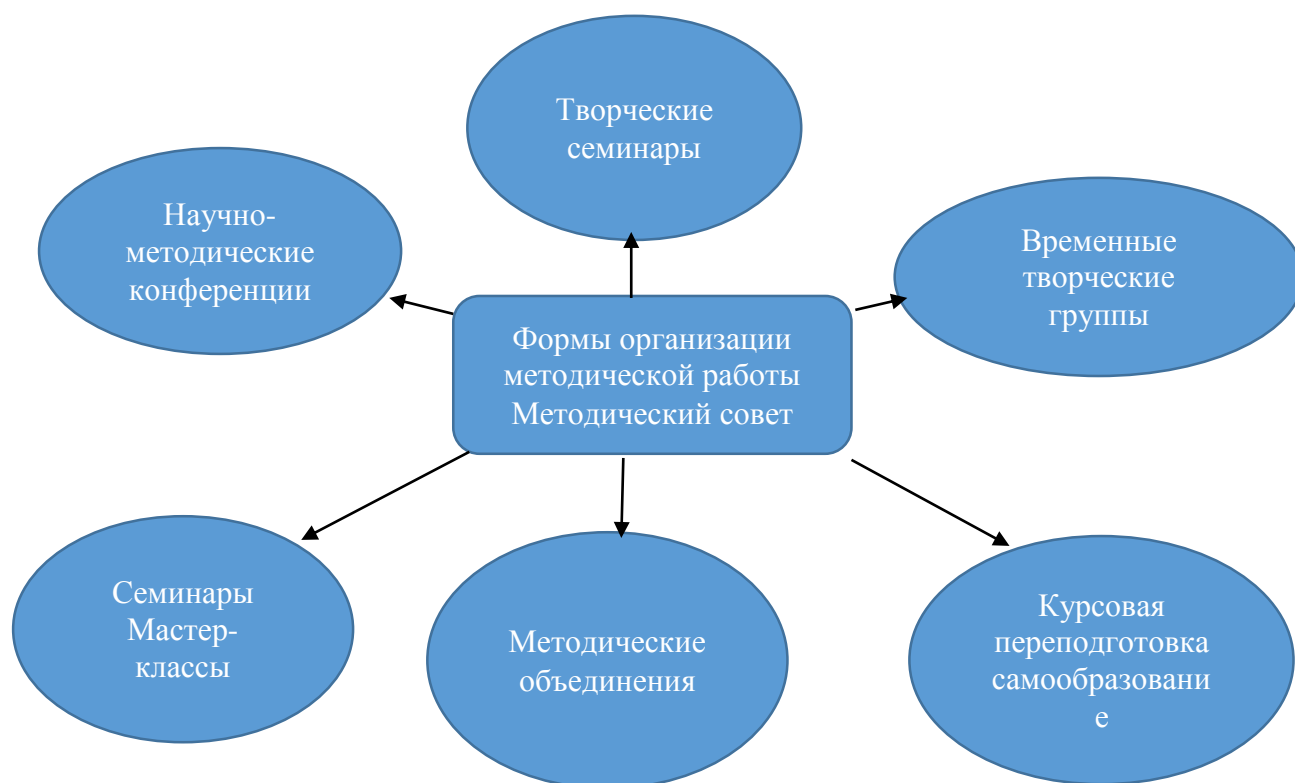 Творческие
семинары
Научно-
методические
конференции
Временные
творческие
группы
Формы организации
методической работы
Методический совет
Семинары
Мастер-
классы
Методические
объединения
Курсовая
переподготовка
самообразовани
е